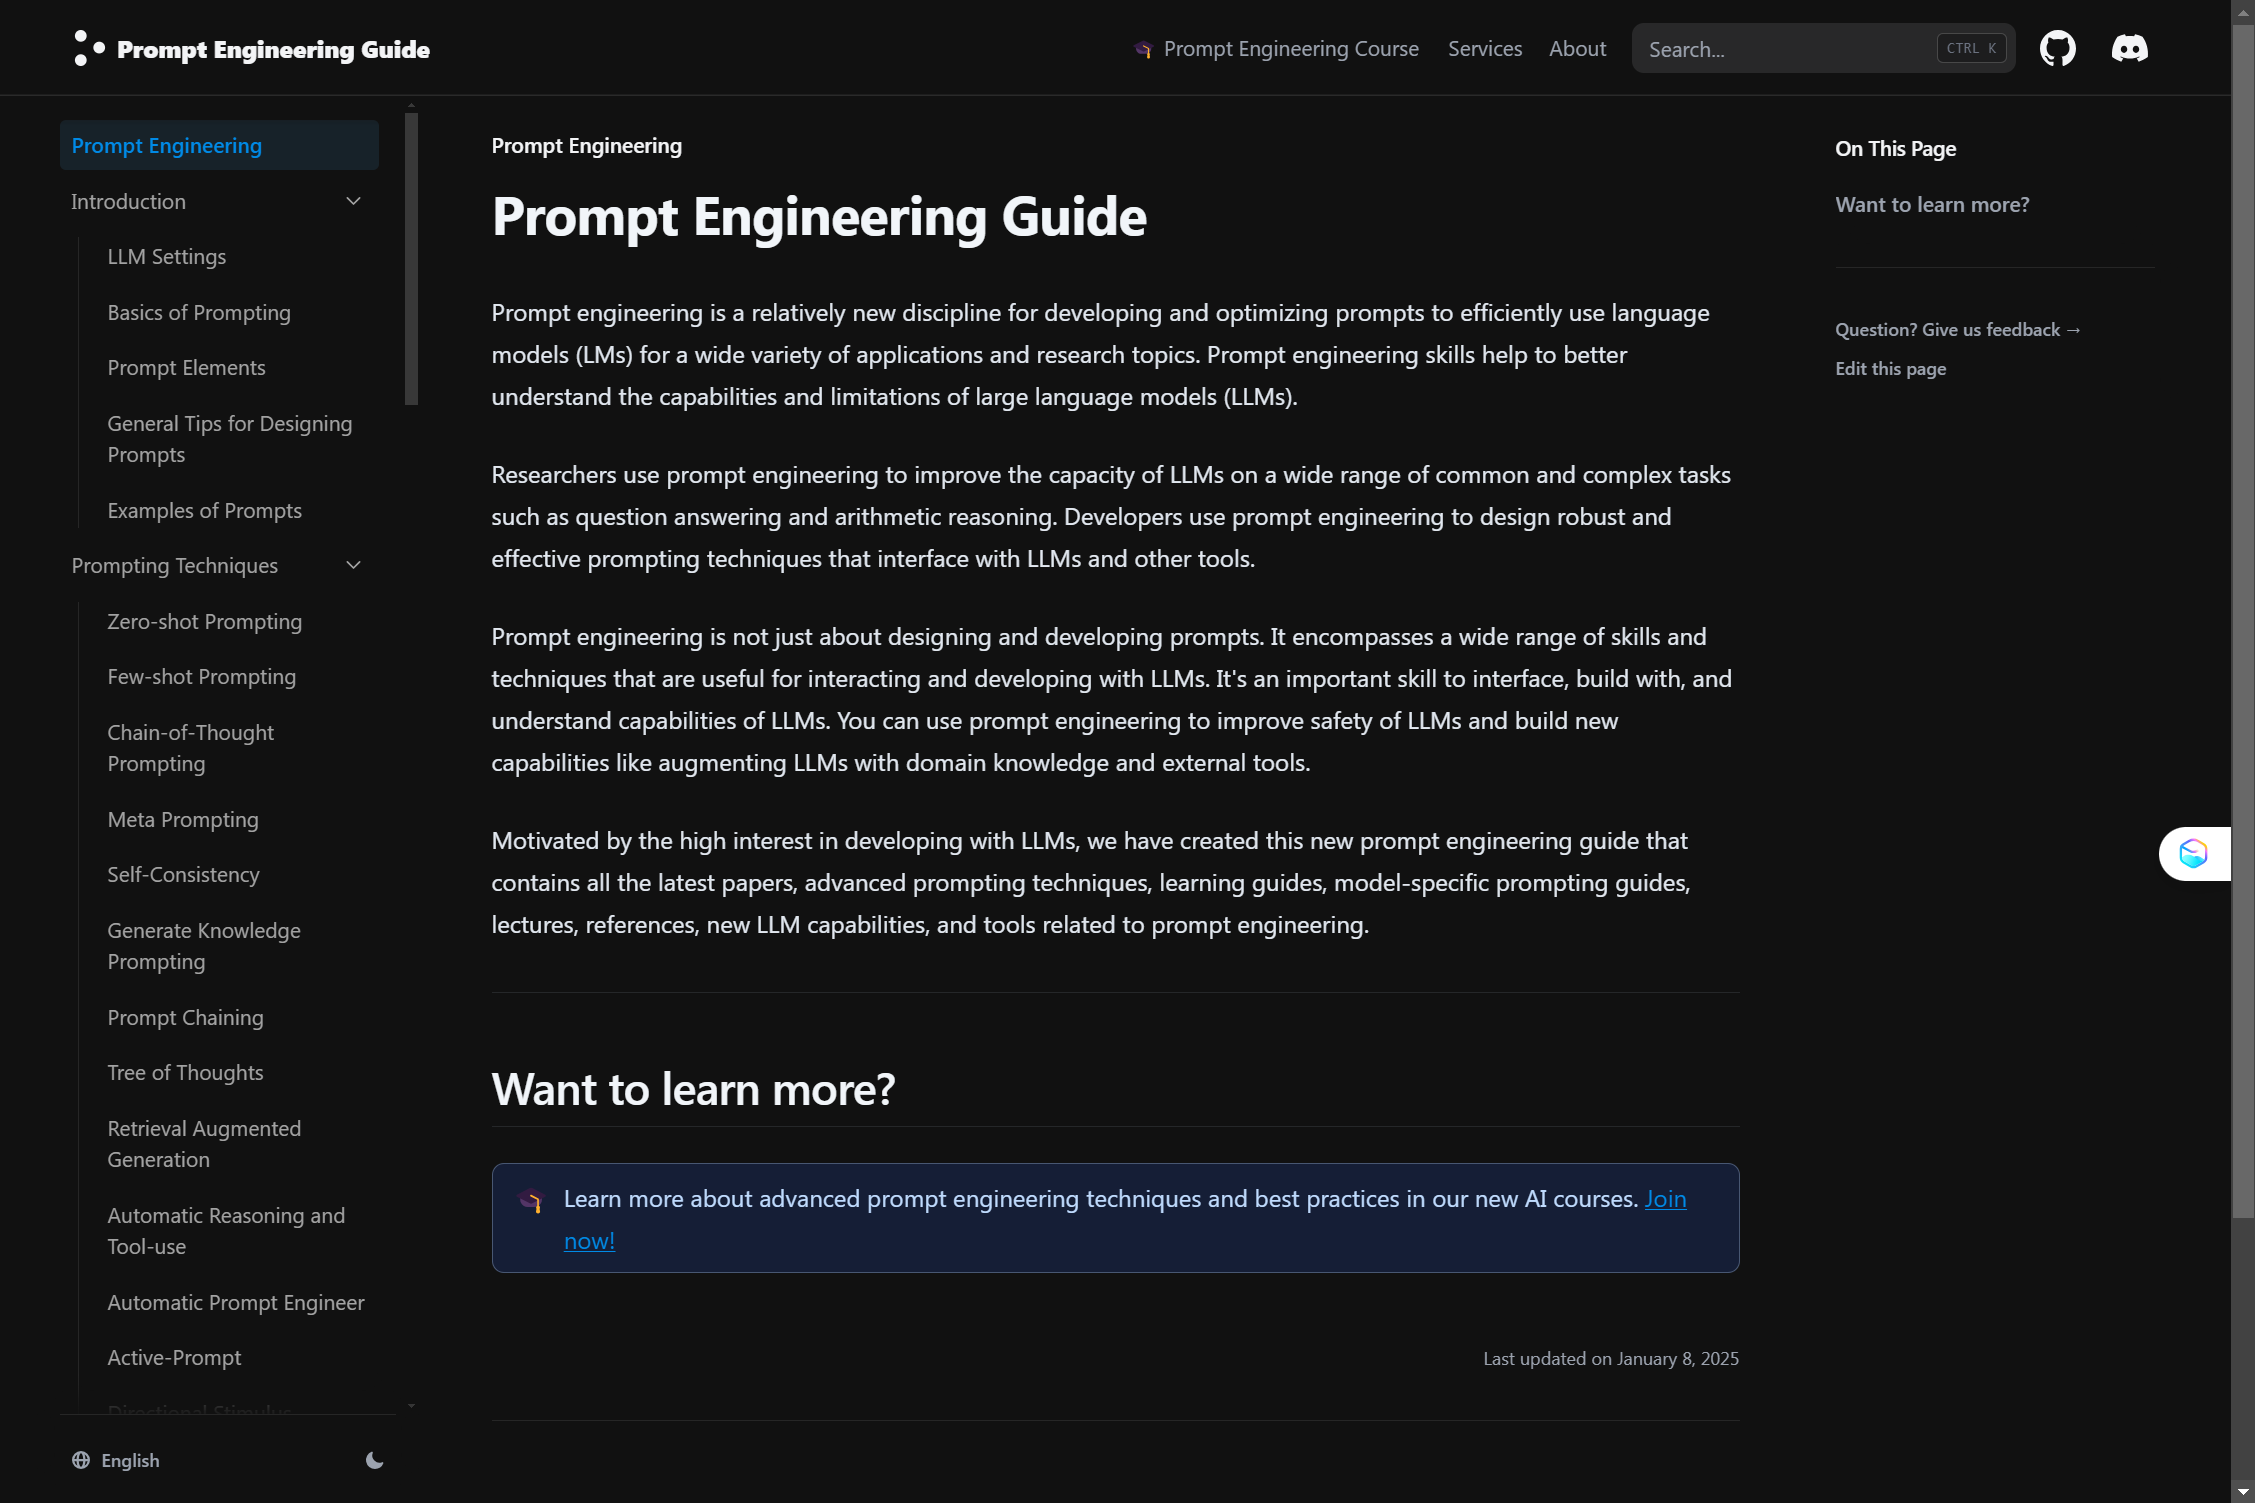 Prompt Engineering Guide
Prompt Engineering Course
Services
About
Search...
CTRL K
Prompt Engineering
Introduction
LLM Settings
Basics of Prompting
Prompt Elements
General Tips for Designing
Prompts
Examples of Prompts
Prompting Techniques
Zero-shot Prompting
Few-shot Prompting
Chain-of-Thought
Prompting
Meta Prompting
Self-Consistency
Generate Knowledge
Prompting
Prompt Chaining
Tree of Thoughts
Retrieval Augmented
Generation
Automatic Reasoning and
Tool-use
Automatic Prompt Engineer
Active-Prompt
Directional Stimulus
English
Prompt Engineering
Prompt Engineering Guide
Prompt engineering is a relatively new discipline for developing and optimizing prompts to efficiently use language
models (LMs) for a wide variety of applications and research topics. Prompt engineering skills help to better
understand the capabilities and limitations of large language models (LLMs).
Researchers use prompt engineering to improve the capacity of LLMs on a wide range of common and complex tasks
such as question answering and arithmetic reasoning. Developers use prompt engineering to design robust and
effective prompting techniques that interface with LLMs and other tools.
Prompt engineering is not just about designing and developing prompts. It encompasses a wide range of skills and
techniques that are useful for interacting and developing with LLMs. It's an important skill to interface, build with, and
understand capabilities of LLMs. You can use prompt engineering to improve safety of LLMs and build new
capabilities like augmenting LLMs with domain knowledge and external tools.
Motivated by the high interest in developing with LLMs, we have created this new prompt engineering guide that
contains all the latest papers, advanced prompting techniques, learning guides, model-specific prompting guides,
lectures, references, new LLM capabilities, and tools related to prompt engineering.
Want to learn more?
Learn more about advanced prompt engineering techniques and best practices in our new AI courses. Join
now!
Last updated on January 8, 2025
On This Page
Want to learn more?
Question? Give us feedback →
Edit this page